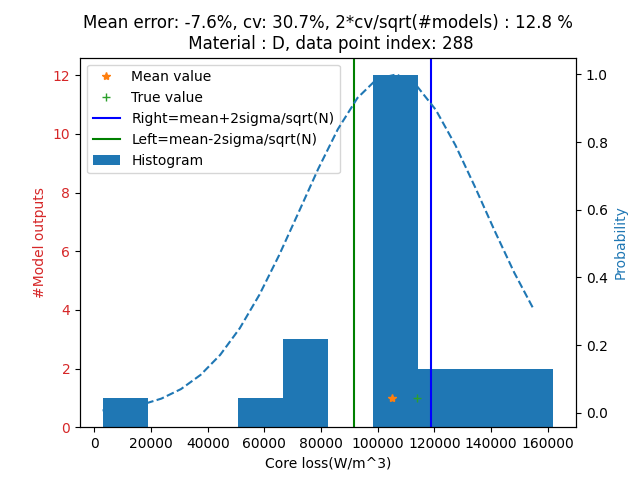 Mean error: -7.6%, cv: 30.7%, 2*cv/sqrt(#models) : 12.8 %
Material : D, data point index: 288
Mean value
True value
Right=mean+2sigma/sqrt(N)
Left=mean-2sigma/sqrt(N)
Histogram
#Model outputs
12
10
8
6
4
2
0
1.0
0.8
0.6
0.4
0.2
0.0
Probability
0 20000 40000 60000 80000 100000 120000 140000 160000
Core loss(W/m^3)